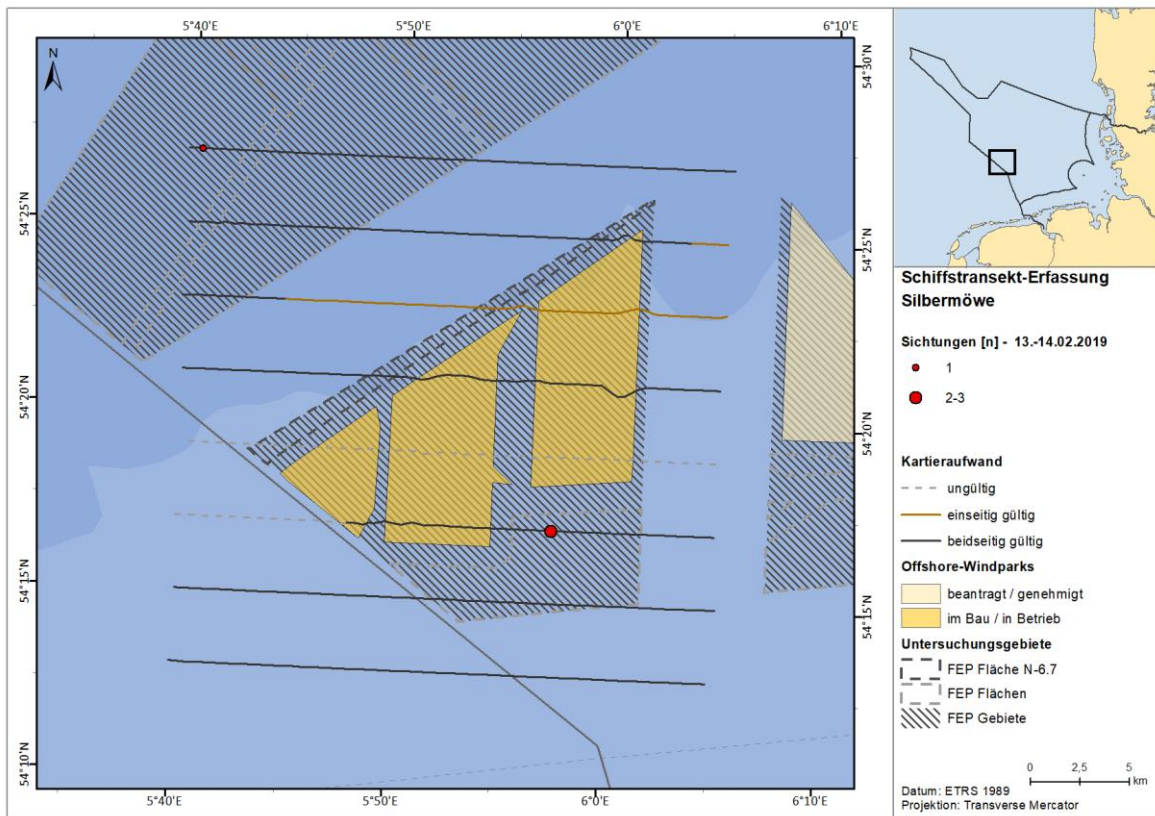 5°40'E
5°50'E
6°0'E
6°10'E
N
54°30'N
54°25'N
54°25'N
54°20'N
54°20'N
54°15'N
54°15'N
54°10'N
5°40'E
5°50'E
6°0'E
6°10'E
Schiffstransekt-Erfassung
Silbermöwe
Sichtungen [n] - 13.-14.02.2019
1
2-3
Kartieraufwand
ungültig
einseitig gültig
beidseitig gültig
Offshore-Windparks
beantragt / genehmigt
im Bau / in Betrieb
Untersuchungsgebiete
FEP Fläche N-6.7
FEP Flächen
FEP Gebiete
0 2,5 5
km
Datum: ETRS 1989
Projektion: Transverse Mercator